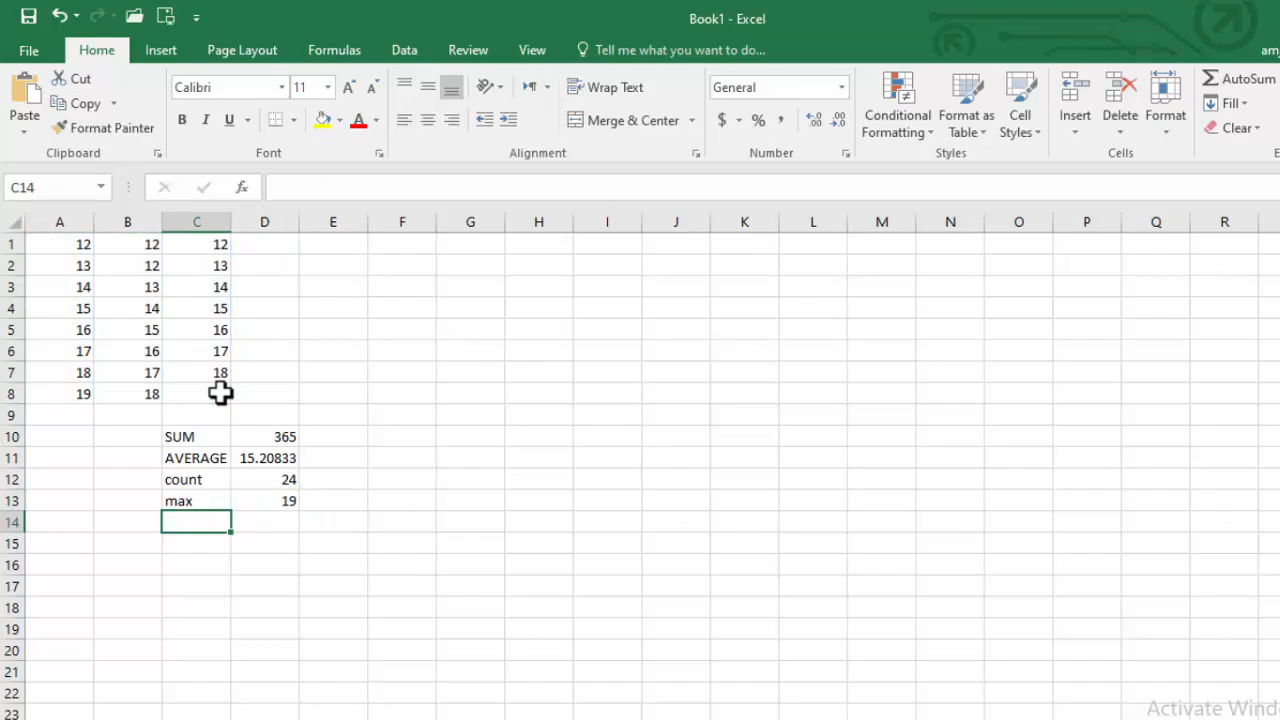 Book1 - Excel
File Home Insert Page Layout Formulas Data Review View Tell me what you want to do...
Paste Cut Copy Format Painter
Clipboard
Calibri 11
B I U A
Font
Wrap Text
Merge & Center
Alignment
General
$ % ,
Number
Conditional Formatting Format as Table Cell Styles
Styles
Insert Delete Format
Cells
AutoSum
Fill
Clear
C14 fx
A B C D E F G H I J K L M N O P Q R
1 12 12 12
2 13 12 13
3 14 13 14
4 15 14 15
5 16 15 16
6 17 16 17
7 18 17 18
8 19 18
9
10 SUM 365
11 AVERAGE 15.20833
12 count 24
13 max 19
14
15
16
17
18
19
20
21
22
23
Activate